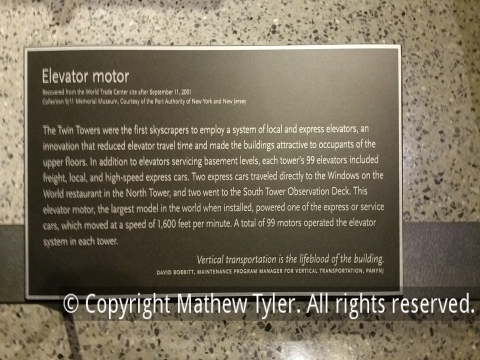 Elevator motor
Recovered from the World Trade Center site after September 11, 2001
Collection 9/11 Memorial Museum, Courtesy of the Port Authority of New York and New Jersey
The Twin Towers were the first skyscrapers to employ a system of local and express elevators, an
innovation that reduced elevator travel time and made the buildings attractive to occupants of the
upper floors. In addition to elevators servicing basement levels, each tower's 99 elevators included
freight, local, and high-speed express cars. Two express cars traveled directly to the Windows on the
World restaurant in the North Tower, and two went to the South Tower Observation Deck. This
elevator motor, the largest model in the world when installed, powered one of the express or service
cars, which moved at a speed of 1,600 feet per minute. A total of 99 motors operated the elevator
system in each tower.
Vertical transportation is the lifeblood of the building.
DAVID BOBBITT, MAINTENANCE PROGRAM MANAGER FOR VERTICAL TRANSPORTATION, PANYNJ
© Copyright Mathew Tyler. All rights reserved.